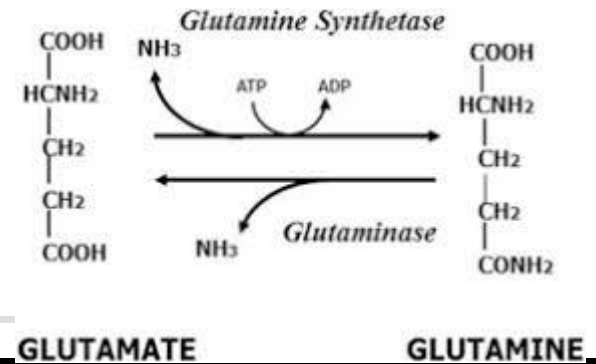 Glutamine Synthetase
COOH
HCNH2
CH2
CH2
COOH
NH3
ATP
ADP
NH3
Glutaminase
COOH
HCNH2
CH2
CH2
CONH2
GLUTAMATE
GLUTAMINE